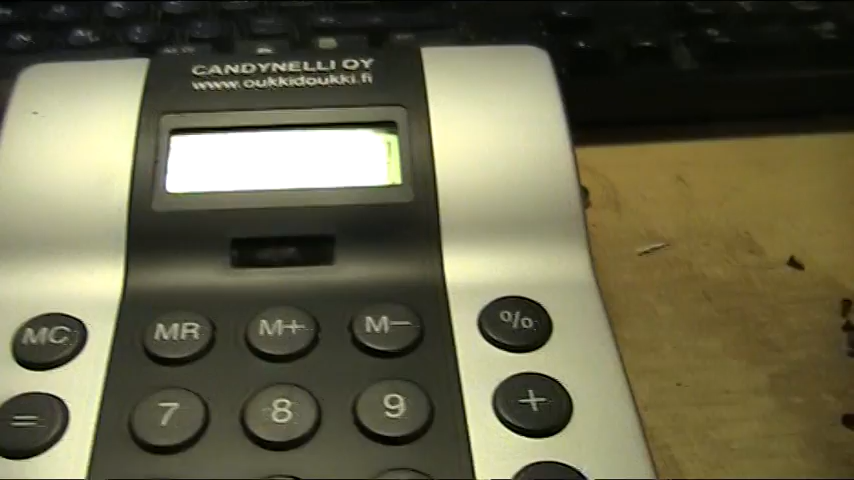 CANDYNELLI OY
www.oukkidoukki.fi
MC MR M+ M− %
= 7 8 9 +